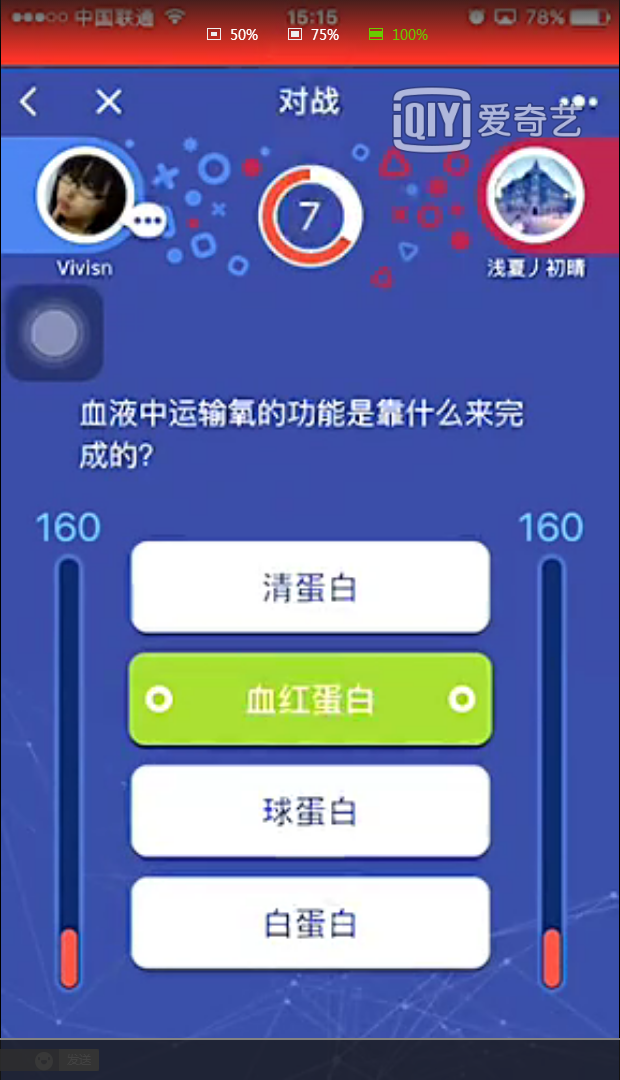 中国联通 15:15 78%
50% 75% 100%
对战
iQIYI 爱奇艺
7
Vivisn 浅夏丿初晴
血液中运输氧的功能是靠什么来完
成的?
160 160
清蛋白
血红蛋白
球蛋白
白蛋白
发送